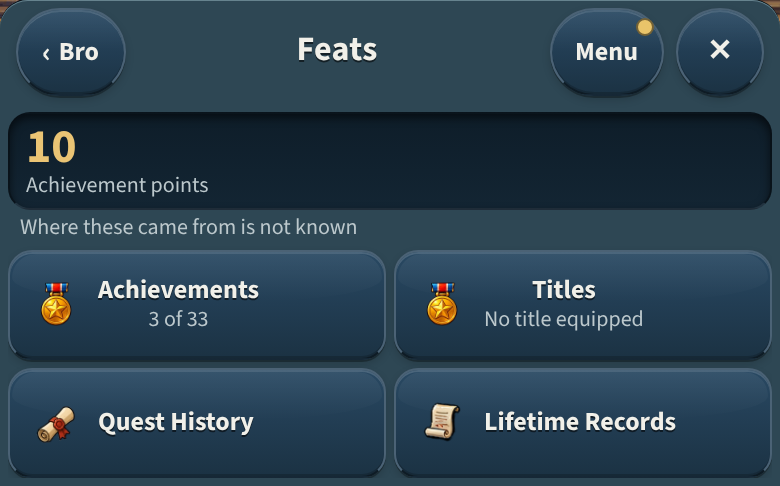 ‹ Bro
Feats
Menu
✕
10
Achievement points
Where these came from is not known
Achievements
3 of 33
Titles
No title equipped
Quest History
Lifetime Records